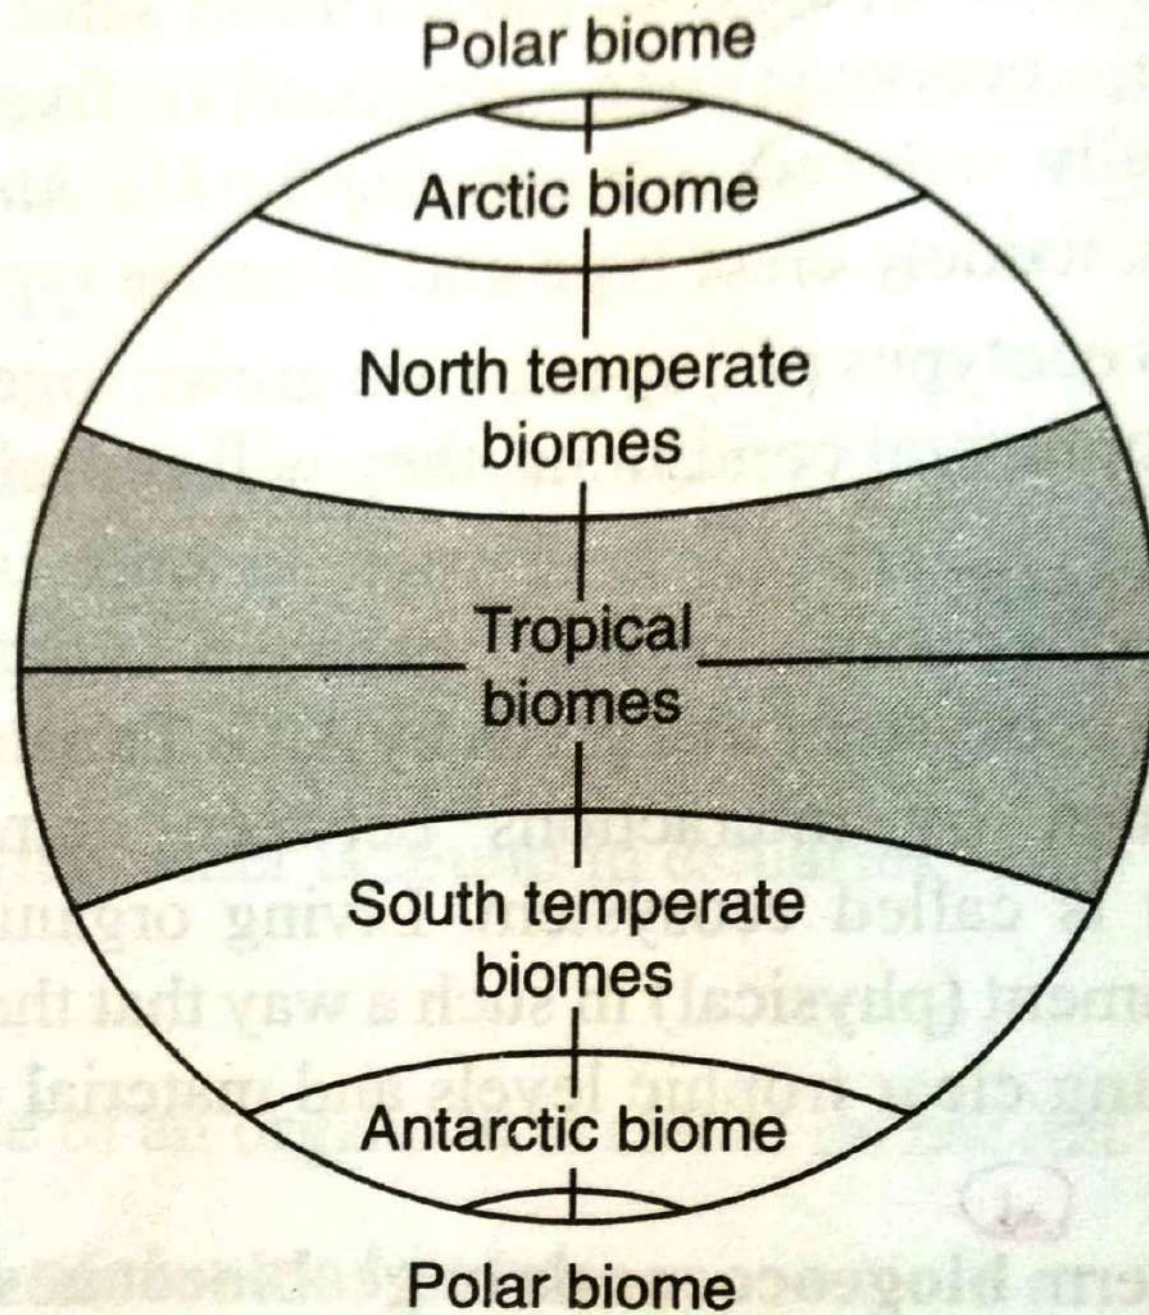 Polar biome
Arctic biome
North temperate
biomes
Tropical
biomes
South temperate
biomes
Antarctic biome
Polar biome